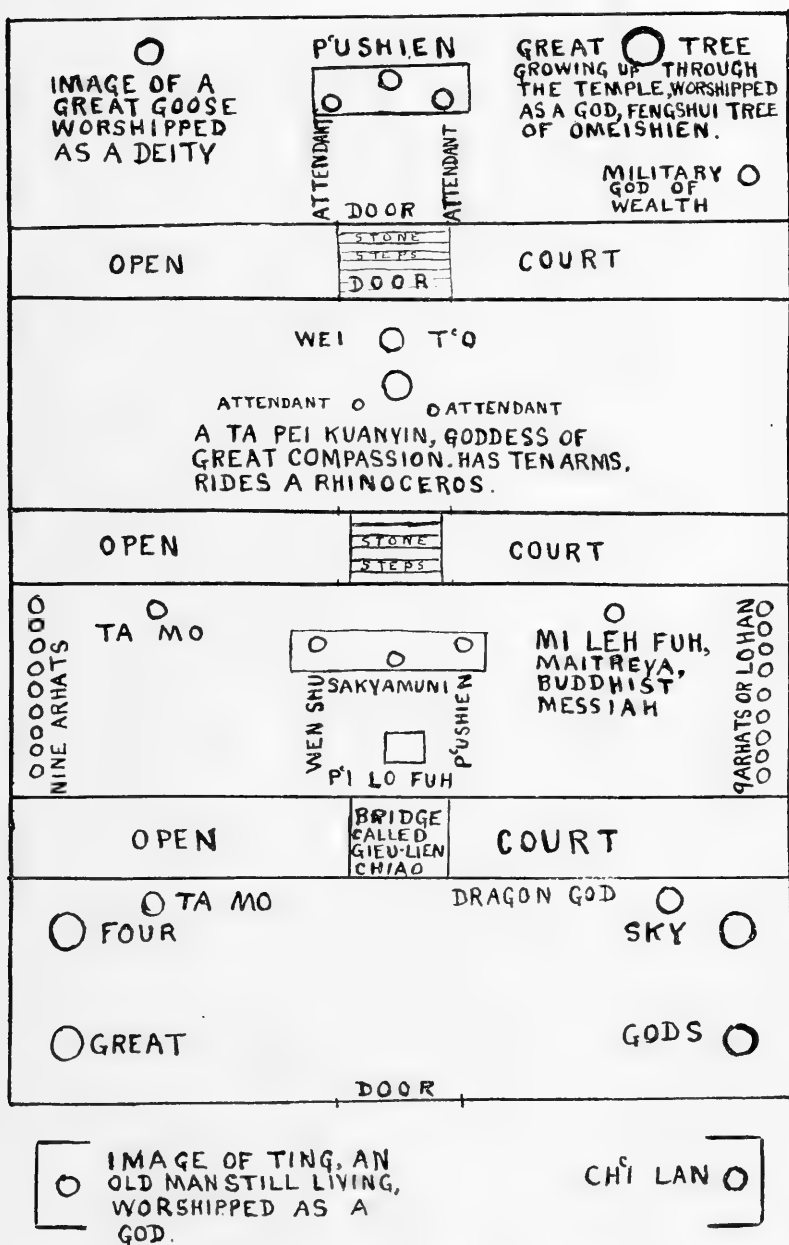 IMAGE OF A
GREAT GOOSE
WORSHIPPED
AS A DEITY
PʿUSHIEN
ATTENDANT
ATTENDANT
GREAT TREE
GROWING UP THROUGH
THE TEMPLE, WORSHIPPED
AS A GOD, FENGSHUI TREE
OF OMEISHIEN.
MILITARY
GOD OF
WEALTH
DOOR
OPEN
STONE
STEPS
DOOR
COURT
WEI TʿO
ATTENDANT
ATTENDANT
A TA PEI KUANYIN, GODDESS OF
GREAT COMPASSION. HAS TEN ARMS,
RIDES A RHINOCEROS.
OPEN
STONE
STEPS
COURT
NINE ARHATS
TA MO
WEN SHU
SAKYAMUNI
PʿUSHIEN
PʿI LO FUH
MI LEH FUH,
MAITREYA,
BUDDHIST
MESSIAH
9 ARHATS OR LOHAN
OPEN
BRIDGE
CALLED
GIEU-LIEN
CHIAO
COURT
TA MO
DRAGON GOD
FOUR
SKY
GREAT
GODS
DOOR
IMAGE OF TING, AN
OLD MAN STILL LIVING,
WORSHIPPED AS A
GOD.
CHʿI LAN